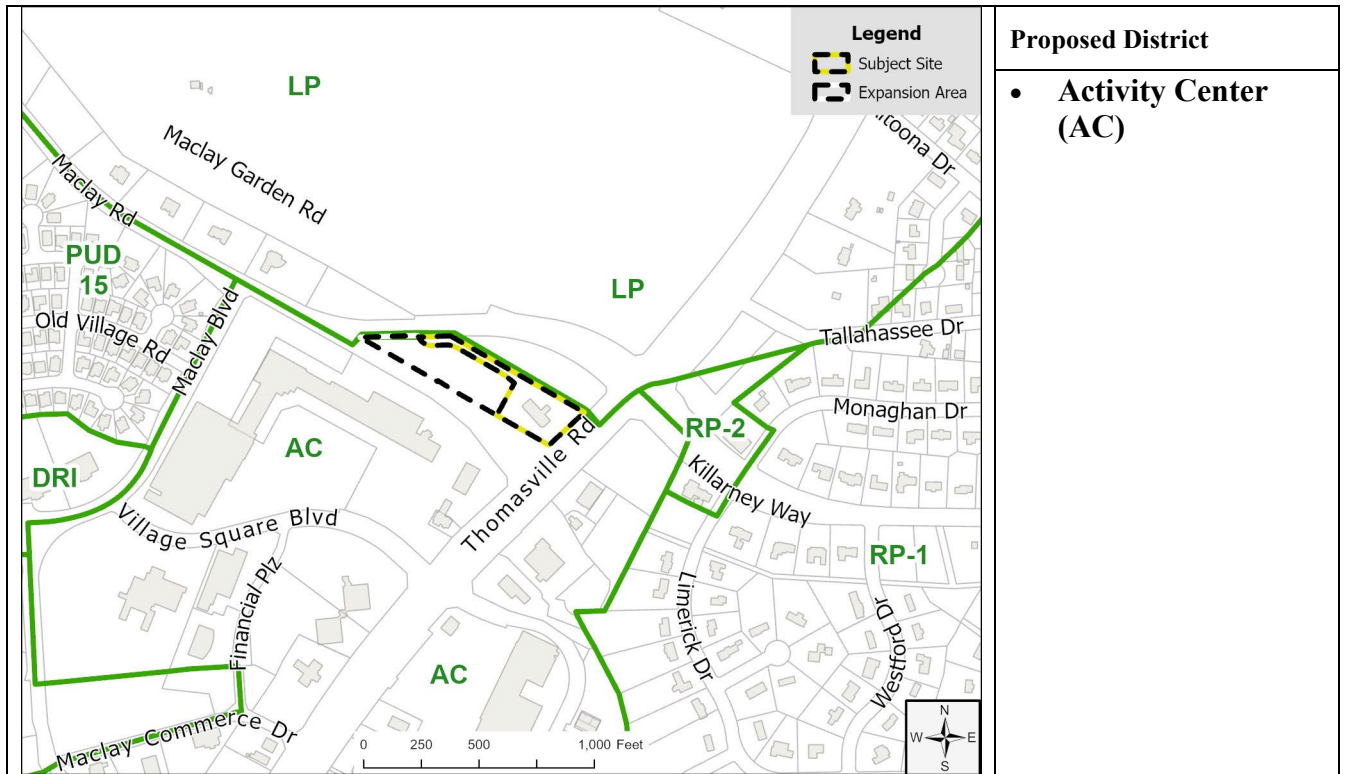 Legend
Subject Site
Expansion Area
LP
Maclay Garden Rd
Maclay Rd
PUD
15
Old Village Rd
Maclay Blvd
LP
Tallahassee Dr
Monaghan Dr
RP-2
Killarney Way
AC
Thomasville Rd
DRI
Village Square Blvd
Financial Plz
RP-1
Limerick Dr
Westford Dr
AC
Maclay Commerce Dr
0 250 500 1,000 Feet
N
W E
S
Proposed District
• Activity Center
(AC)